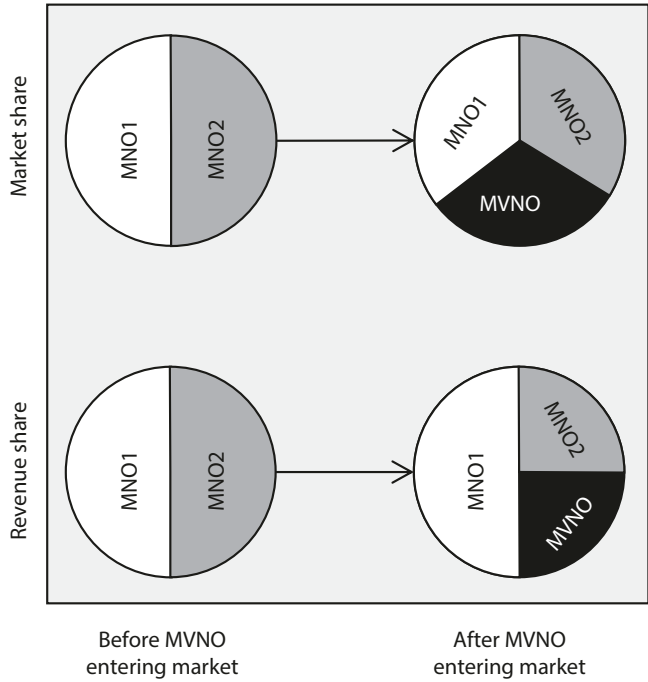 Market share
MNO1
MNO2
MNO1
MNO2
MVNO
Revenue share
MNO1
MNO2
MNO1
MNO2
MVNO
Before MVNO
entering market
After MVNO
entering market